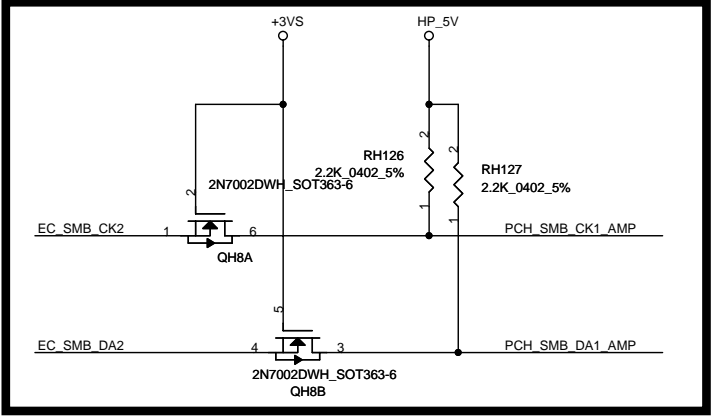 +3VS
HP_5V
2
RH126
2.2K_0402_5%
2
RH127
2.2K_0402_5%
2
2N7002DWH_SOT363-6
1
1
EC_SMB_CK2
1
6
PCH_SMB_CK1_AMP
QH8A
5
EC_SMB_DA2
4
3
PCH_SMB_DA1_AMP
2N7002DWH_SOT363-6
QH8B